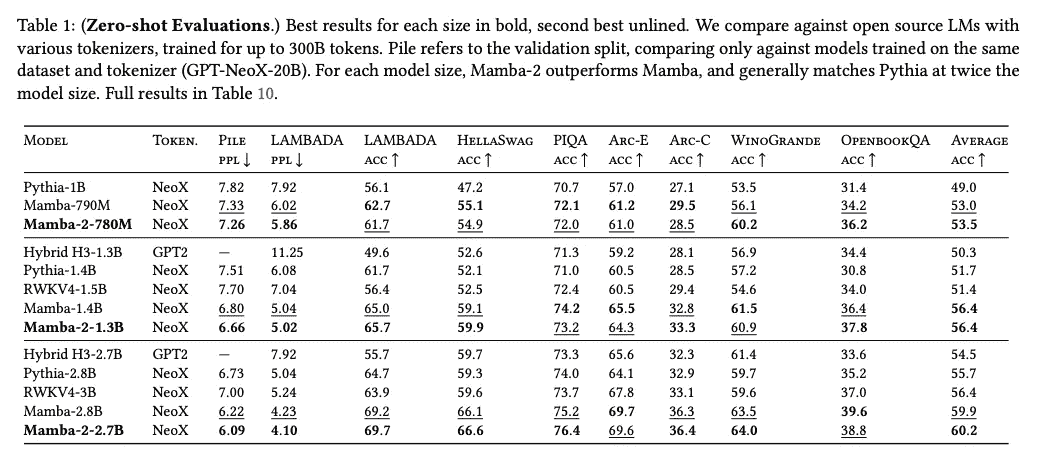 Table 1: (Zero-shot Evaluations.) Best results for each size in bold, second best unlined. We compare against open source LMs with
various tokenizers, trained for up to 300B tokens. Pile refers to the validation split, comparing only against models trained on the same
dataset and tokenizer (GPT-NeoX-20B). For each model size, Mamba-2 outperforms Mamba, and generally matches Pythia at twice the
model size. Full results in Table 10.
Model Token. Pile LAMBADA LAMBADA HellaSwag PIQA Arc-E Arc-C WinoGrande OpenbookQA Average
ppl ↓ ppl ↓ acc ↑ acc ↑ acc ↑ acc ↑ acc ↑ acc ↑ acc ↑ acc ↑
Pythia-1B NeoX 7.82 7.92 56.1 47.2 70.7 57.0 27.1 53.5 31.4 49.0
Mamba-790M NeoX 7.33 6.02 62.7 55.1 72.1 61.2 29.5 56.1 34.2 53.0
Mamba-2-780M NeoX 7.26 5.86 61.7 54.9 72.0 61.0 28.5 60.2 36.2 53.5
Hybrid H3-1.3B GPT2 — 11.25 49.6 52.6 71.3 59.2 28.1 56.9 34.4 50.3
Pythia-1.4B NeoX 7.51 6.08 61.7 52.1 71.0 60.5 28.5 57.2 30.8 51.7
RWKV4-1.5B NeoX 7.70 7.04 56.4 52.5 72.4 60.5 29.4 54.6 34.0 51.4
Mamba-1.4B NeoX 6.80 5.04 65.0 59.1 74.2 65.5 32.8 61.5 36.4 56.4
Mamba-2-1.3B NeoX 6.66 5.02 65.7 59.9 73.2 64.3 33.3 60.9 37.8 56.4
Hybrid H3-2.7B GPT2 — 7.92 55.7 59.7 73.3 65.6 32.3 61.4 33.6 54.5
Pythia-2.8B NeoX 6.73 5.04 64.7 59.3 74.0 64.1 32.9 59.7 35.2 55.7
RWKV4-3B NeoX 7.00 5.24 63.9 59.6 73.7 67.8 33.1 59.6 37.0 56.4
Mamba-2.8B NeoX 6.22 4.23 69.2 66.1 75.2 69.7 36.3 63.5 39.6 59.9
Mamba-2-2.7B NeoX 6.09 4.10 69.7 66.6 76.4 69.6 36.4 64.0 38.8 60.2